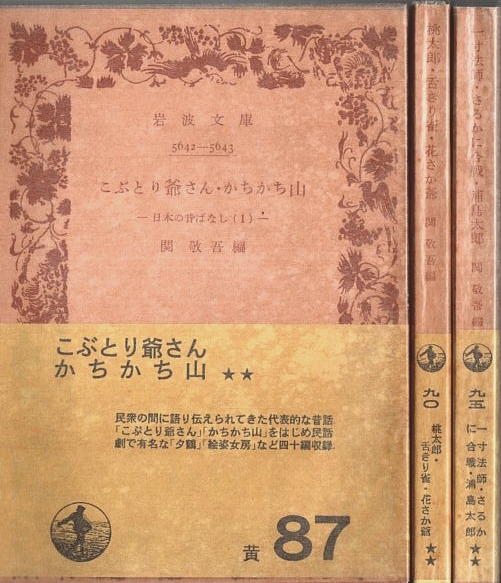 岩波文庫
5642—5643
こぶとり爺さん・かちかち山
—日本の昔ばなし(1)—
関敬吾編
こぶとり爺さん
かちかち山 ★★
民衆の間に語り伝えられてきた代表的な昔話
「こぶとり爺さん」「かちかち山」をはじめ民話
劇で有名な「夕鶴」「絵姿女房」など四十編収録.
黄 87
桃太郎・舌きり雀・花さか爺 関敬吾編
九〇
桃太郎・
舌きり雀・花さか爺 ★★
一寸法師・さるかに合戦・浦島太郎 関敬吾編
九五
一寸法師・さるか
に合戦・浦島太郎 ★★